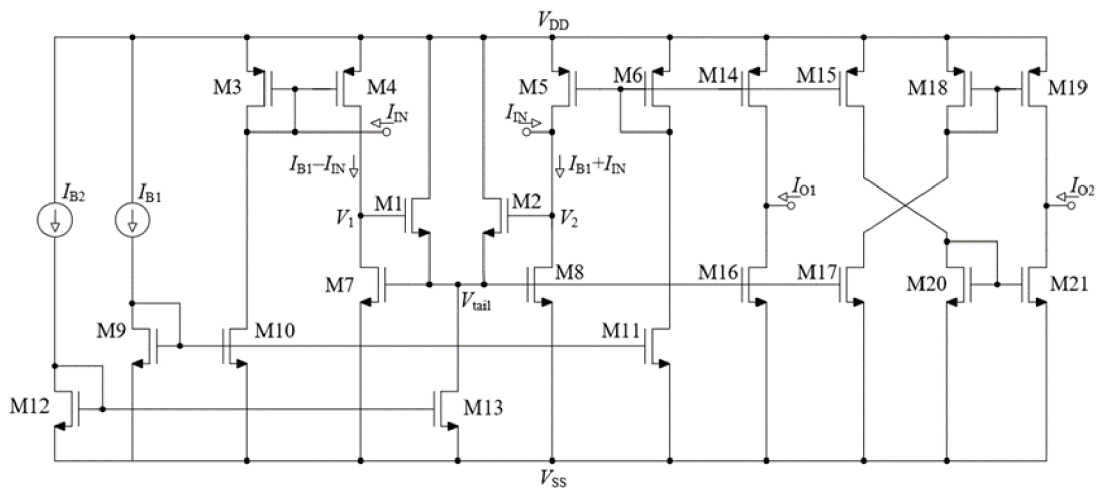 VDD
M3
M4
M5
M6
M14
M15
M18
M19
IIN
IIN
IB1–IIN
IB1+IIN
IB2
IB1
M1
M2
V1
V2
IO1
IO2
M7
M8
M16
M17
M20
M21
Vtail
M9
M10
M11
M12
M13
VSS